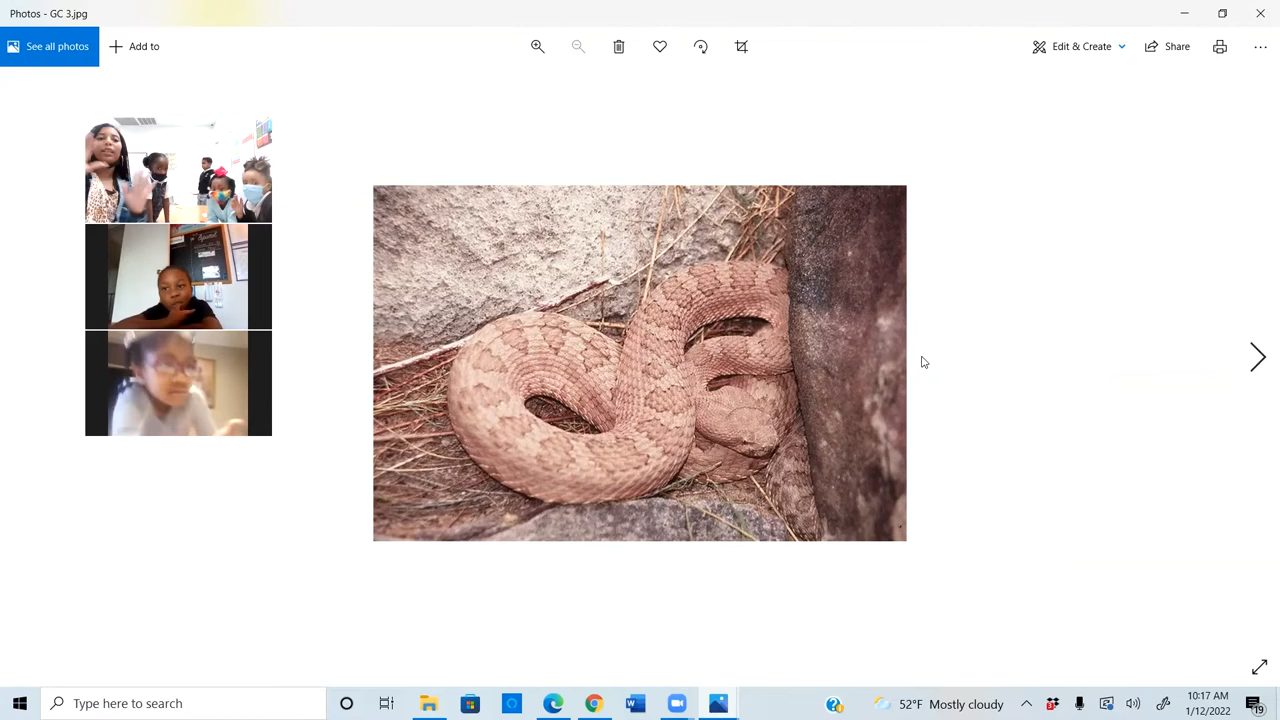 Photos - GC 3.jpg
See all photos
Add to
Edit & Create
Share
Type here to search
52°F Mostly cloudy
10:17 AM
1/12/2022
19